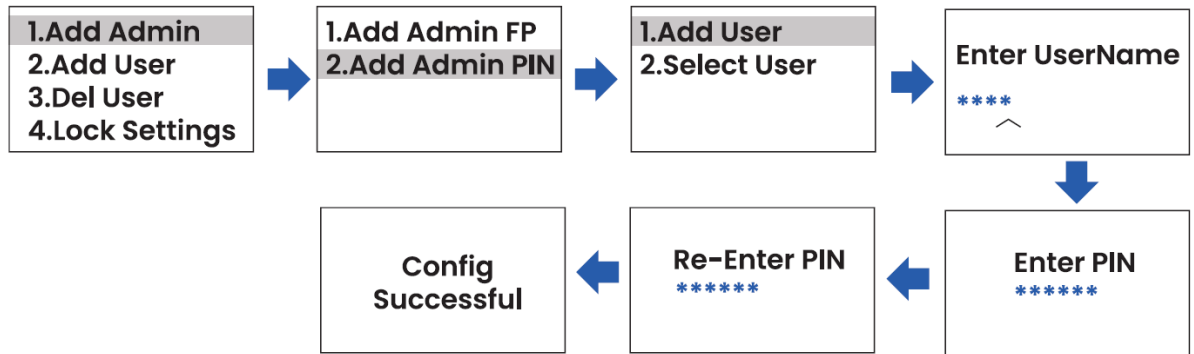 1.Add Admin
2.Add User
3.Del User
4.Lock Settings
1.Add Admin FP
2.Add Admin PIN
1.Add User
2.Select User
Enter UserName
****
Enter PIN
******
Re-Enter PIN
******
Config
Successful